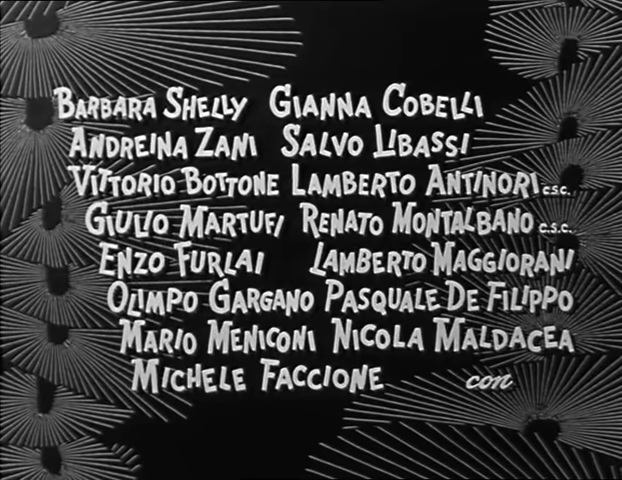 BARBARA SHELLY GIANNA COBELLI
ANDREINA ZANI SALVO LIBASSI
VITTORIO BOTTONE LAMBERTO ANTINORI c.s.c.
GIULIO MARTUFI RENATO MONTALBANO c.s.c.
ENZO FURLAI LAMBERTO MAGGIORANI
OLIMPO GARGANO PASQUALE DE FILIPPO
MARIO MENICONI NICOLA MALDACEA
MICHELE FACCIONE con